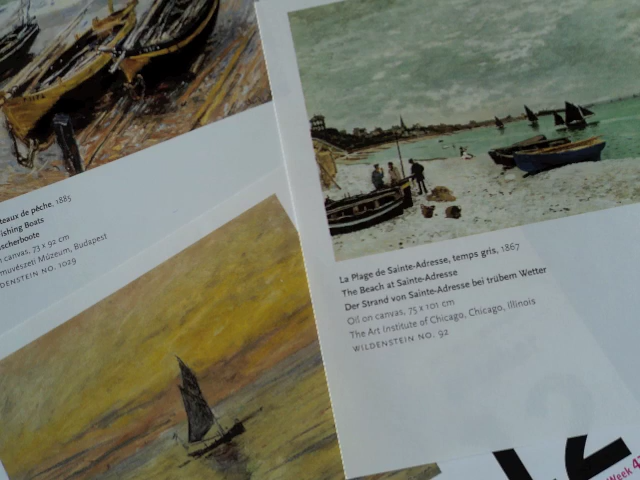 teaux de pêche, 1885
ishing Boats
scherboote
n canvas, 73 x 92 cm
művészeti Múzeum, Budapest
DENSTEIN NO. 1029
La Plage de Sainte-Adresse, temps gris, 1867
The Beach at Sainte-Adresse
Der Strand von Sainte-Adresse bei trübem Wetter
Oil on canvas, 75 x 101 cm
The Art Institute of Chicago, Chicago, Illinois
WILDENSTEIN NO. 92
Week 4